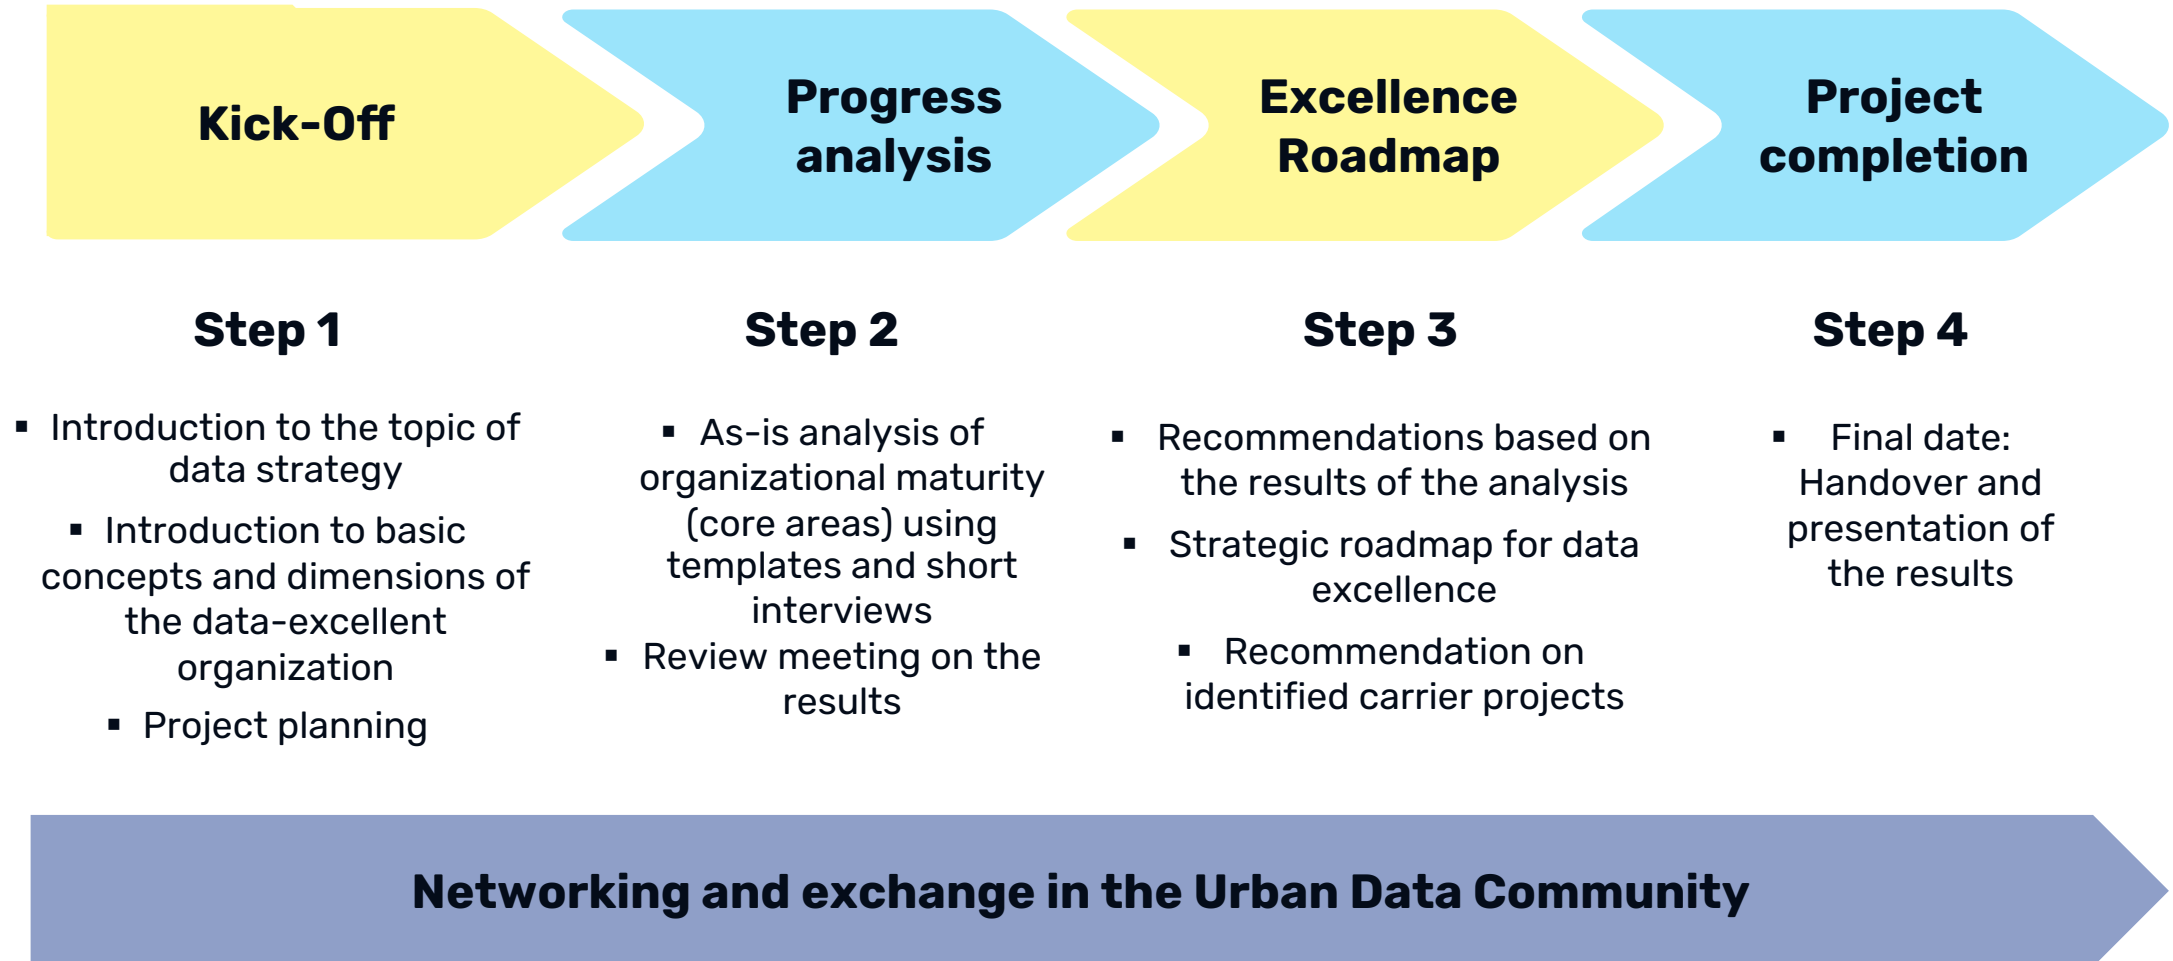 Kick-Off
Progress
analysis
Excellence
Roadmap
Project
completion
Step 1
▪ Introduction to the topic of
data strategy
▪ Introduction to basic
concepts and dimensions of
the data-excellent
organization
▪ Project planning
Step 2
▪ As-is analysis of
organizational maturity
(core areas) using
templates and short
interviews
▪ Review meeting on the
results
Step 3
▪ Recommendations based on
the results of the analysis
▪ Strategic roadmap for data
excellence
▪ Recommendation on
identified carrier projects
Step 4
▪ Final date:
Handover and
presentation of
the results
Networking and exchange in the Urban Data Community